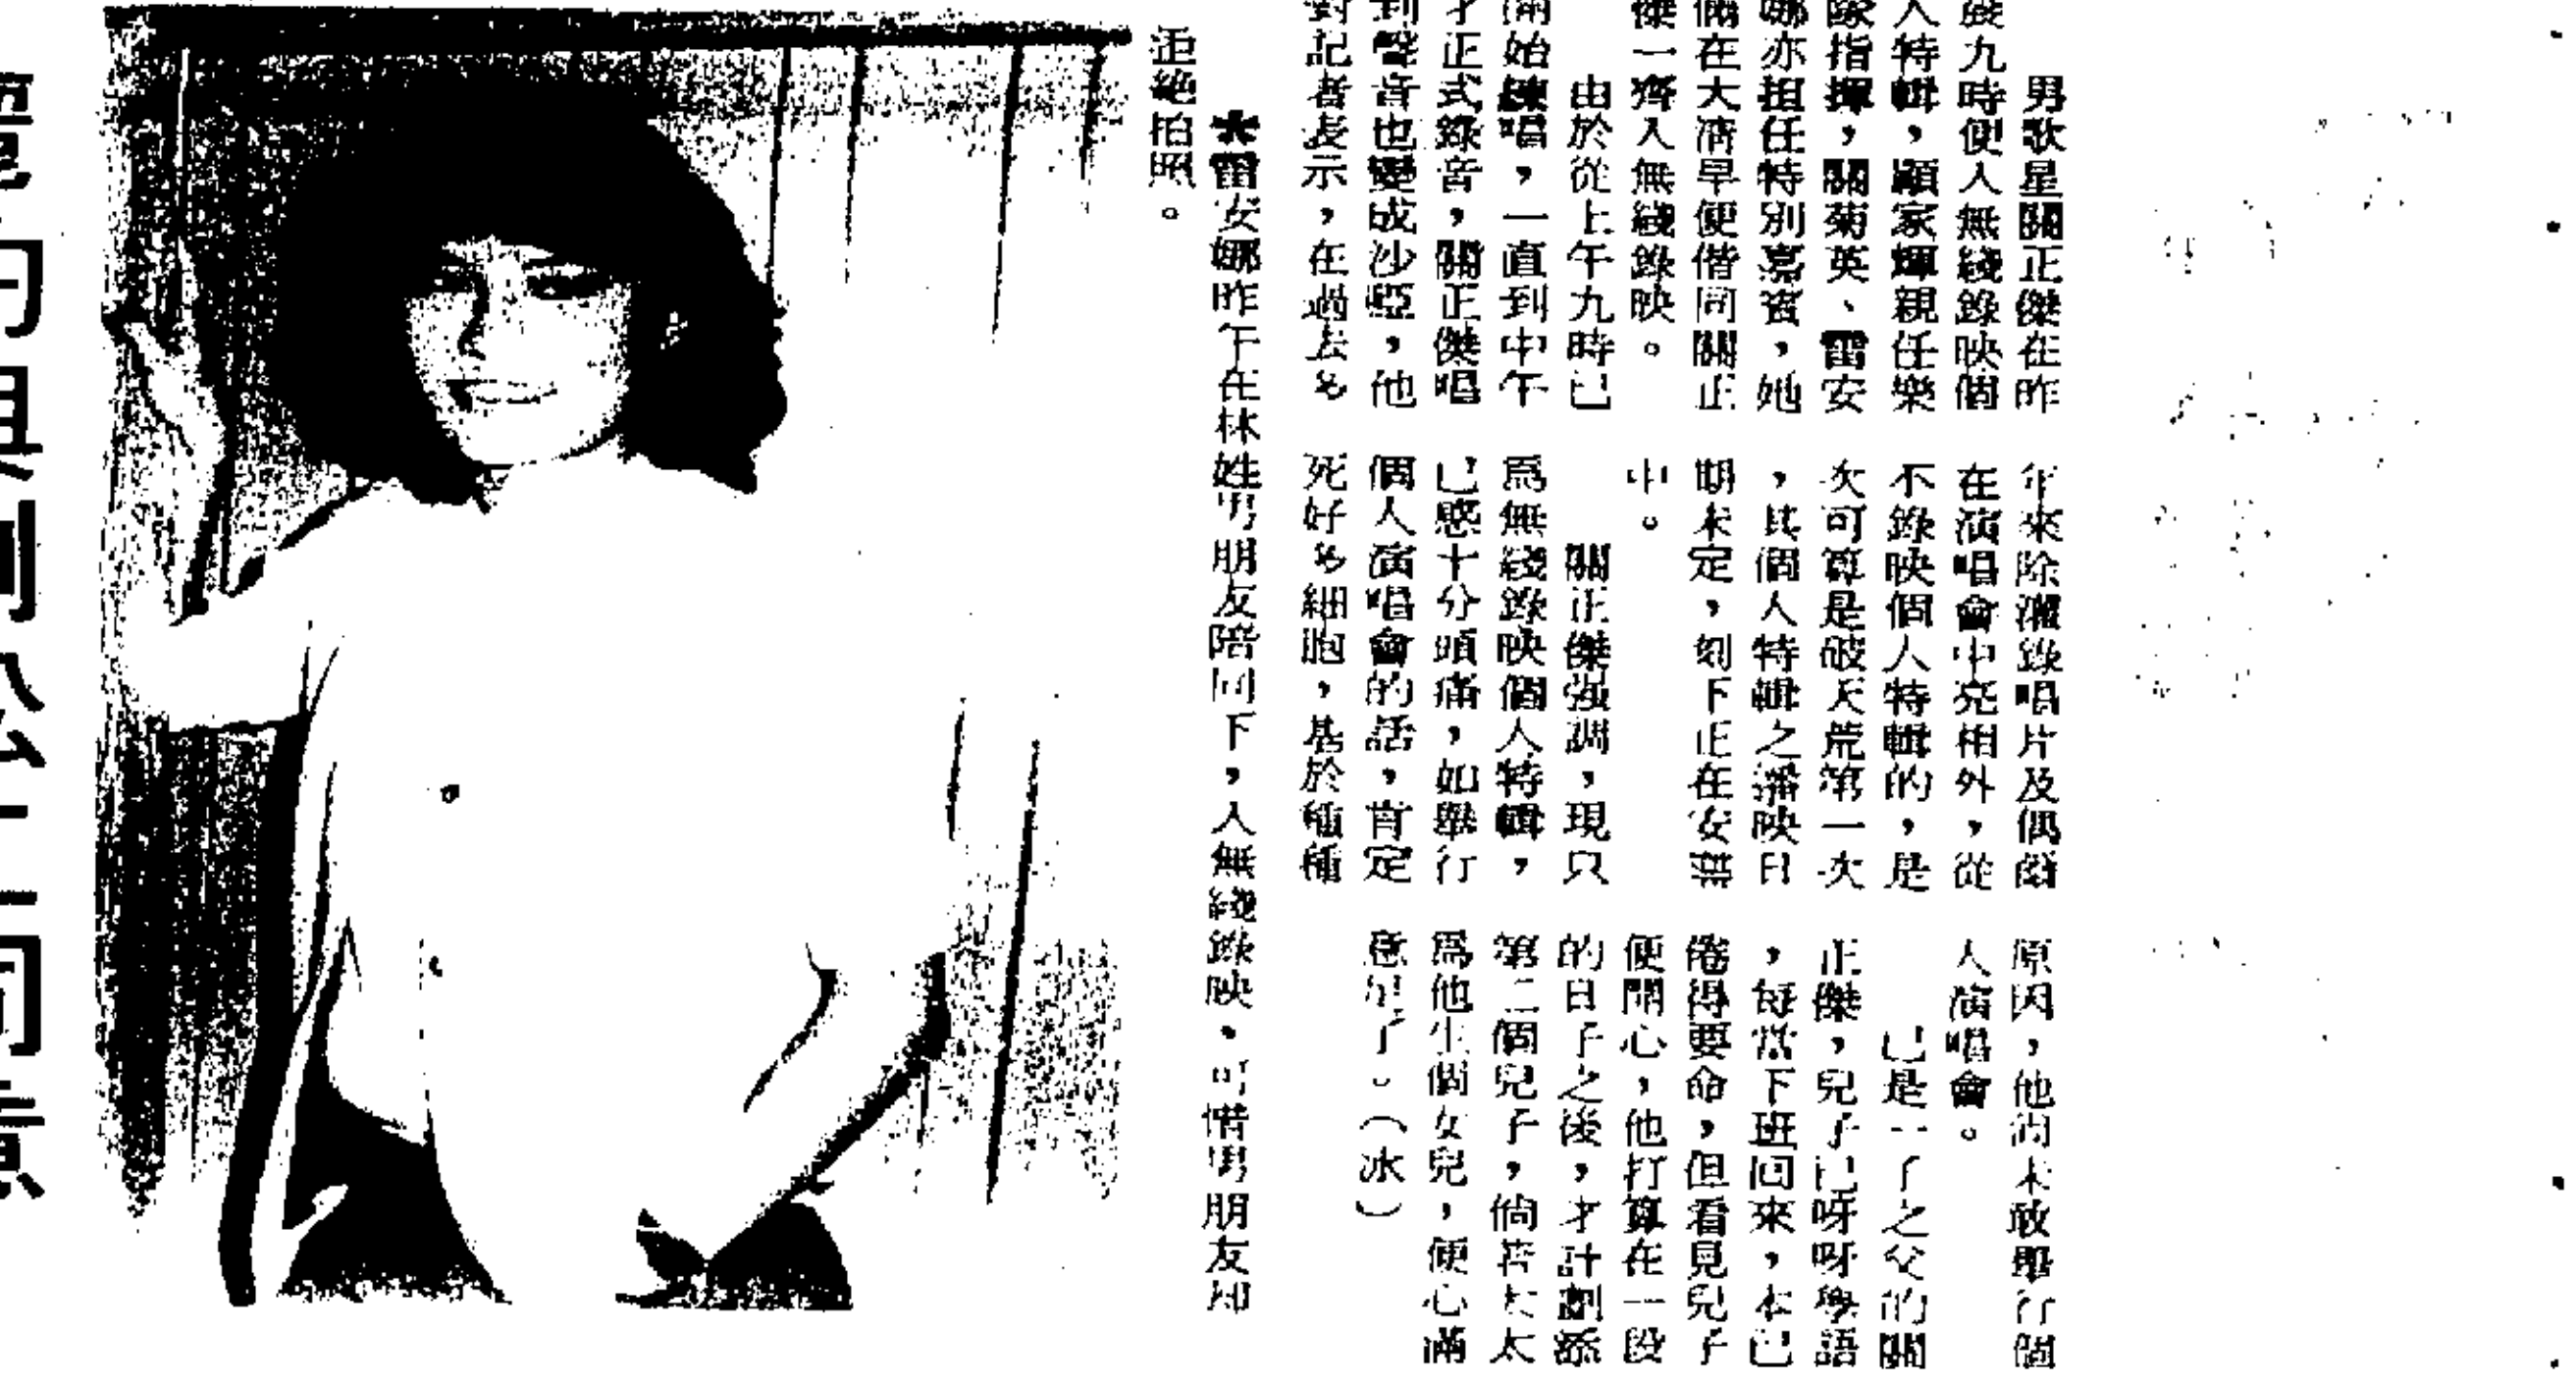 男歌星關正傑在昨
晨九時便入無綫錄映個
人特輯，顧家輝親任樂
隊指揮，關菊英、雷安
娜亦担任特別嘉賓，她
倆在大清早便偕同關正
傑一齊入無綫錄映。
由於從上午九時已
開始練唱，一直到中午
才正式錄音，關正傑唱
到聲音也變成沙啞，他
對記者表示，在過去多
年來除灌錄唱片及偶爾
在演唱會中亮相外，從
不錄映個人特輯的，是
次可算是破天荒第一次
，其個人特輯之播映日
期未定，刻下正在安排
中。
關正傑强調，現只
爲無綫錄映個人特輯，
已感十分頭痛，如舉行
個人演唱會的話，肯定
死好多細胞，基於種種
原因，他尚未敢舉行個
人演唱會。
已是一子之父的關
正傑，兒子已呀呀學語
，每當下班回來，本已
倦得要命，但看見兒子
便開心，他打算在一段
的日子之後，才計劃添
第二個兒子，倘若太太
爲他生個女兒，便心滿
意足了。（冰）
★雷安娜昨午在林姓男朋友陪同下，入無綫錄映，可惜男朋友却
拒絶拍照。